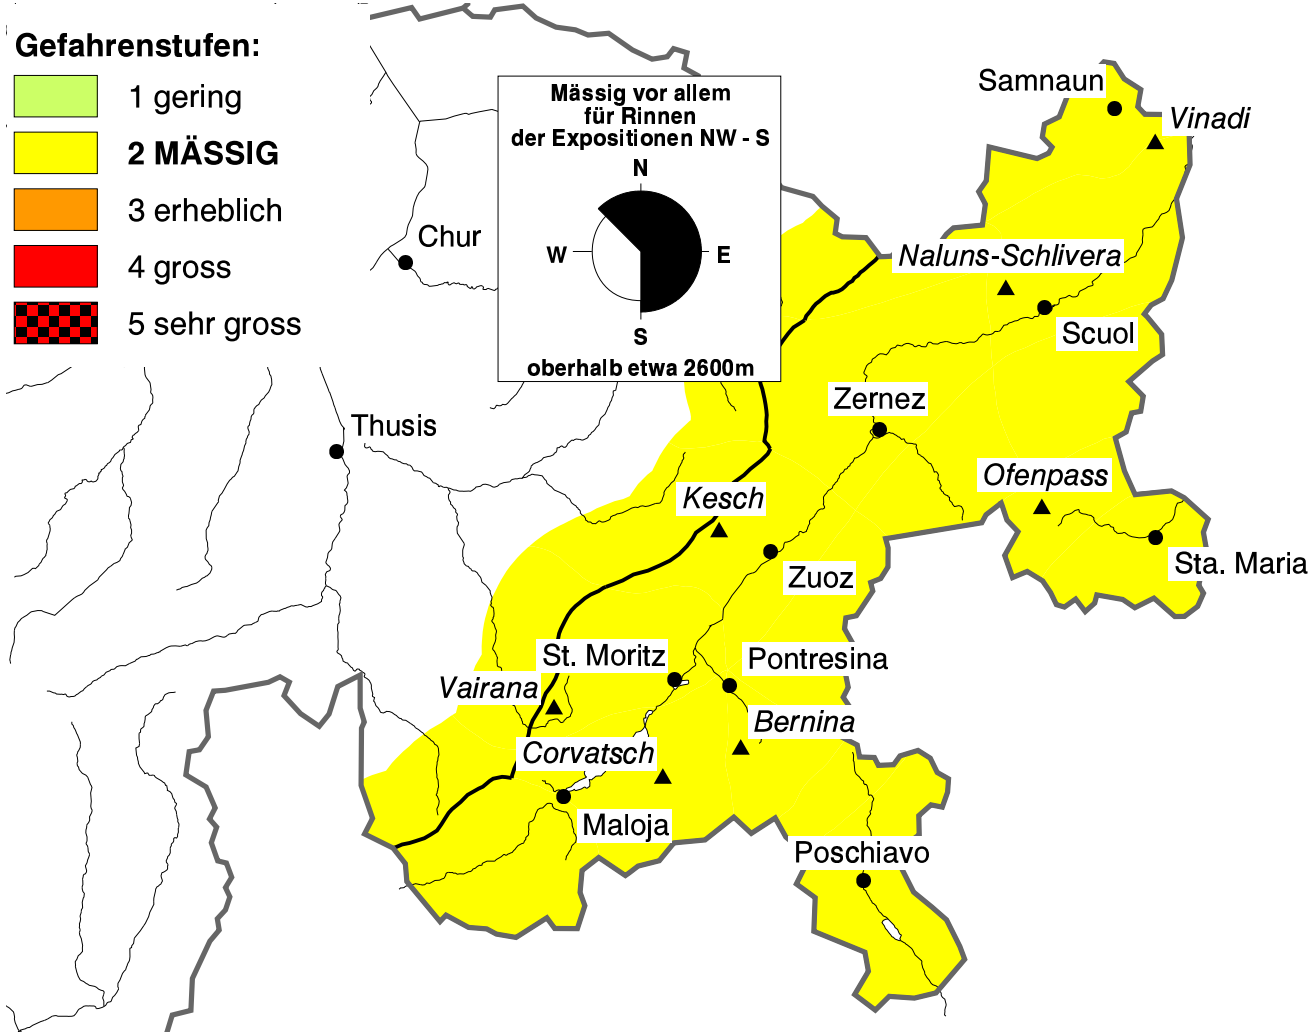 Gefahrenstufen:
1 gering
2 MÄSSIG
3 erheblich
4 gross
5 sehr gross
Mässig vor allem
für Rinnen
der Expositionen NW - S
N
W
E
S
oberhalb etwa 2600m
Samnaun
Vinadi
Chur
Naluns-Schlivera
Scuol
Zernez
Thusis
Ofenpass
Kesch
Sta. Maria
Zuoz
St. Moritz
Pontresina
Vairana
Bernina
Corvatsch
Maloja
Poschiavo